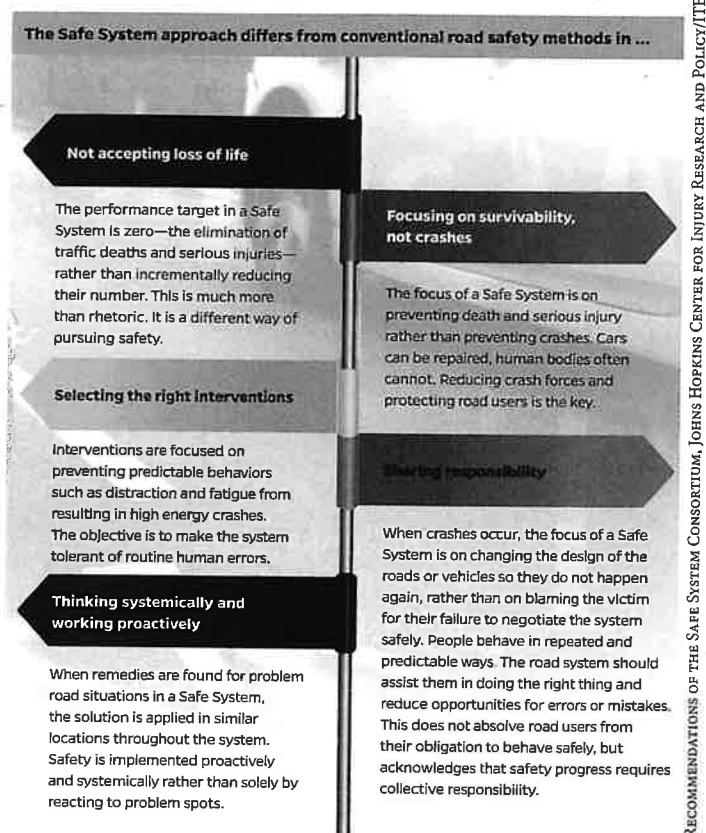 The Safe System approach differs from conventional road safety methods in ...
Not accepting loss of life
The performance target in a Safe
System is zero—the elimination of
traffic deaths and serious injuries—
rather than incrementally reducing
their number. This is much more
than rhetoric. It is a different way of
pursuing safety.
Focusing on survivability,
not crashes
The focus of a Safe System is on
preventing death and serious injury
rather than preventing crashes. Cars
can be repaired, human bodies often
cannot. Reducing crash forces and
protecting road users is the key.
Selecting the right interventions
Interventions are focused on
preventing predictable behaviors
such as distraction and fatigue from
resulting in high energy crashes.
The objective is to make the system
tolerant of routine human errors.
Sharing responsibility
When crashes occur, the focus of a Safe
System is on changing the design of the
roads or vehicles so they do not happen
again, rather than on blaming the victim
for their failure to negotiate the system
safely. People behave in repeated and
predictable ways. The road system should
assist them in doing the right thing and
reduce opportunities for errors or mistakes.
This does not absolve road users from
their obligation to behave safely, but
acknowledges that safety progress requires
collective responsibility.
Thinking systemically and
working proactively
When remedies are found for problem
road situations in a Safe System,
the solution is applied in similar
locations throughout the system.
Safety is implemented proactively
and systemically rather than solely by
reacting to problem spots.
RECOMMENDATIONS OF THE SAFE SYSTEM CONSORTIUM, JOHNS HOPKINS CENTER FOR INJURY RESEARCH AND POLICY/ITE